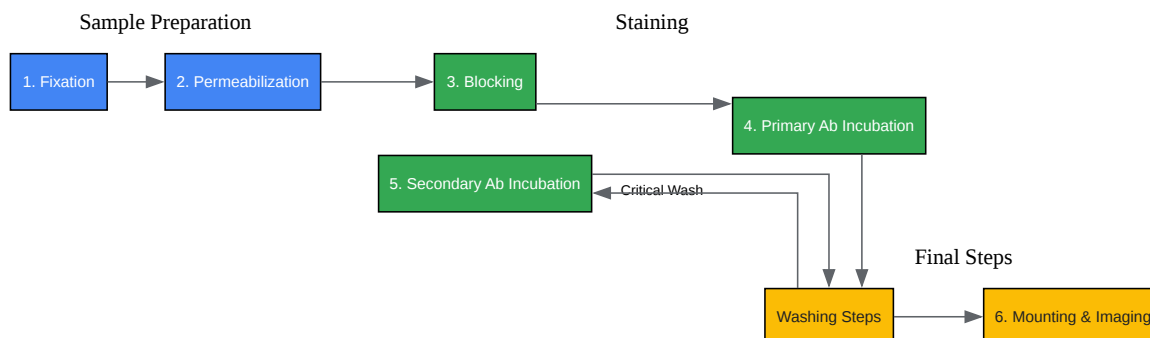 Sample Preparation
Staining
1. Fixation
2. Permeabilization
3. Blocking
4. Primary Ab Incubation
5. Secondary Ab Incubation
Critical Wash
Final Steps
Washing Steps
6. Mounting & Imaging